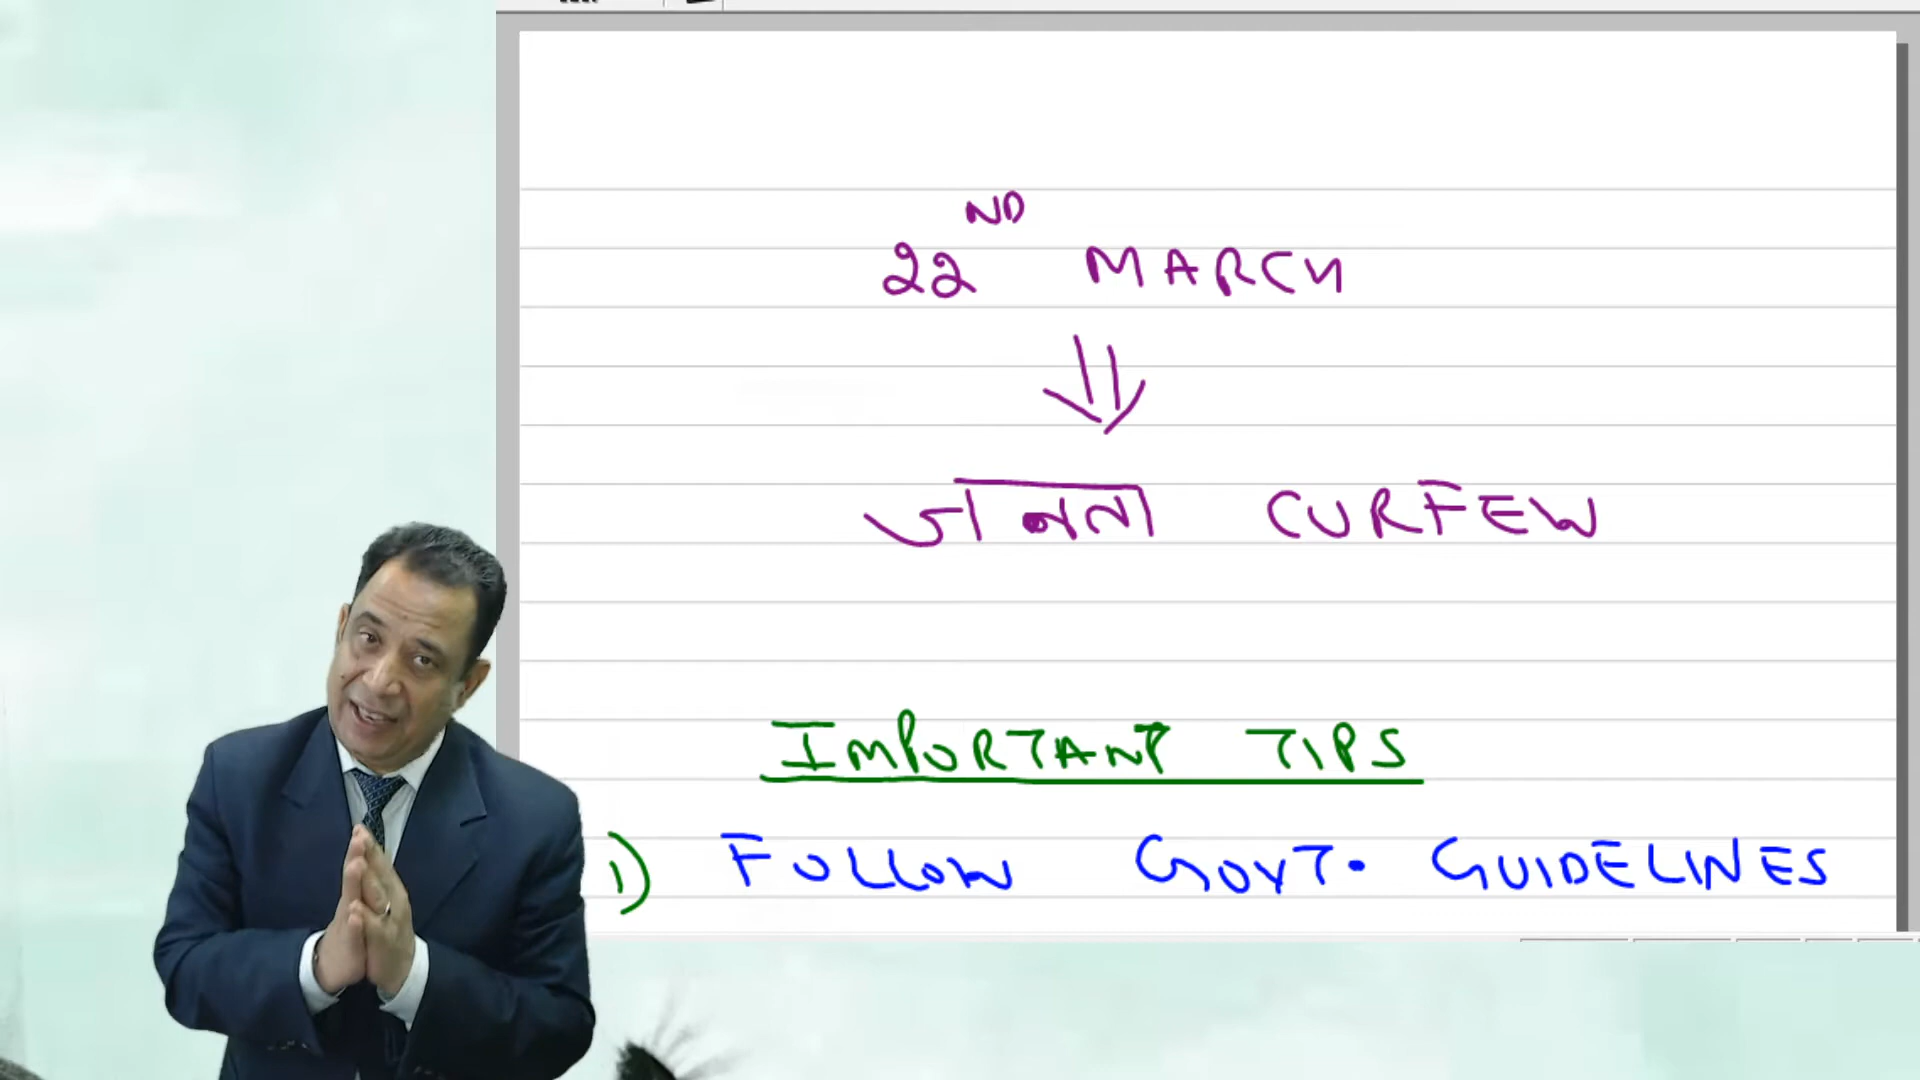 22ND MARCH
जनता CURFEW
IMPORTANT TIPS
1) FOLLOW GOVT. GUIDELINES